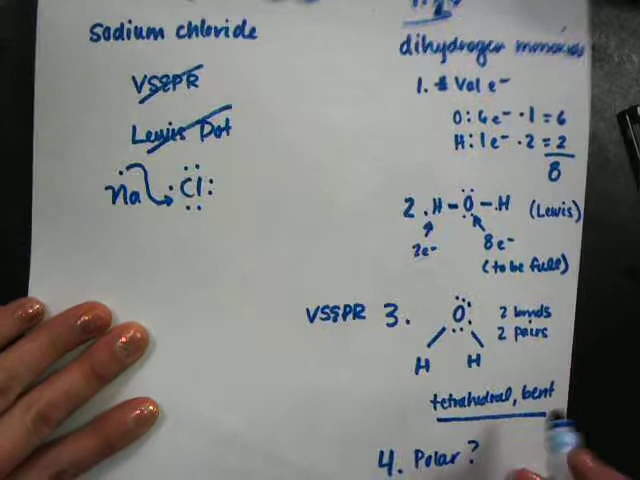 Sodium chloride
VSEPR
Lewis Dot
Na Cl
dihydrogen monoxide
1. # Val e-
O: 6e- · 1 = 6
H: 1e- · 2 = 2
8
2. H - O - H (Lewis)
2e- 8e-
(to be full)
VSEPR 3. O 2 bonds
2 pairs
H H
tetrahedral, bent
4. Polar?